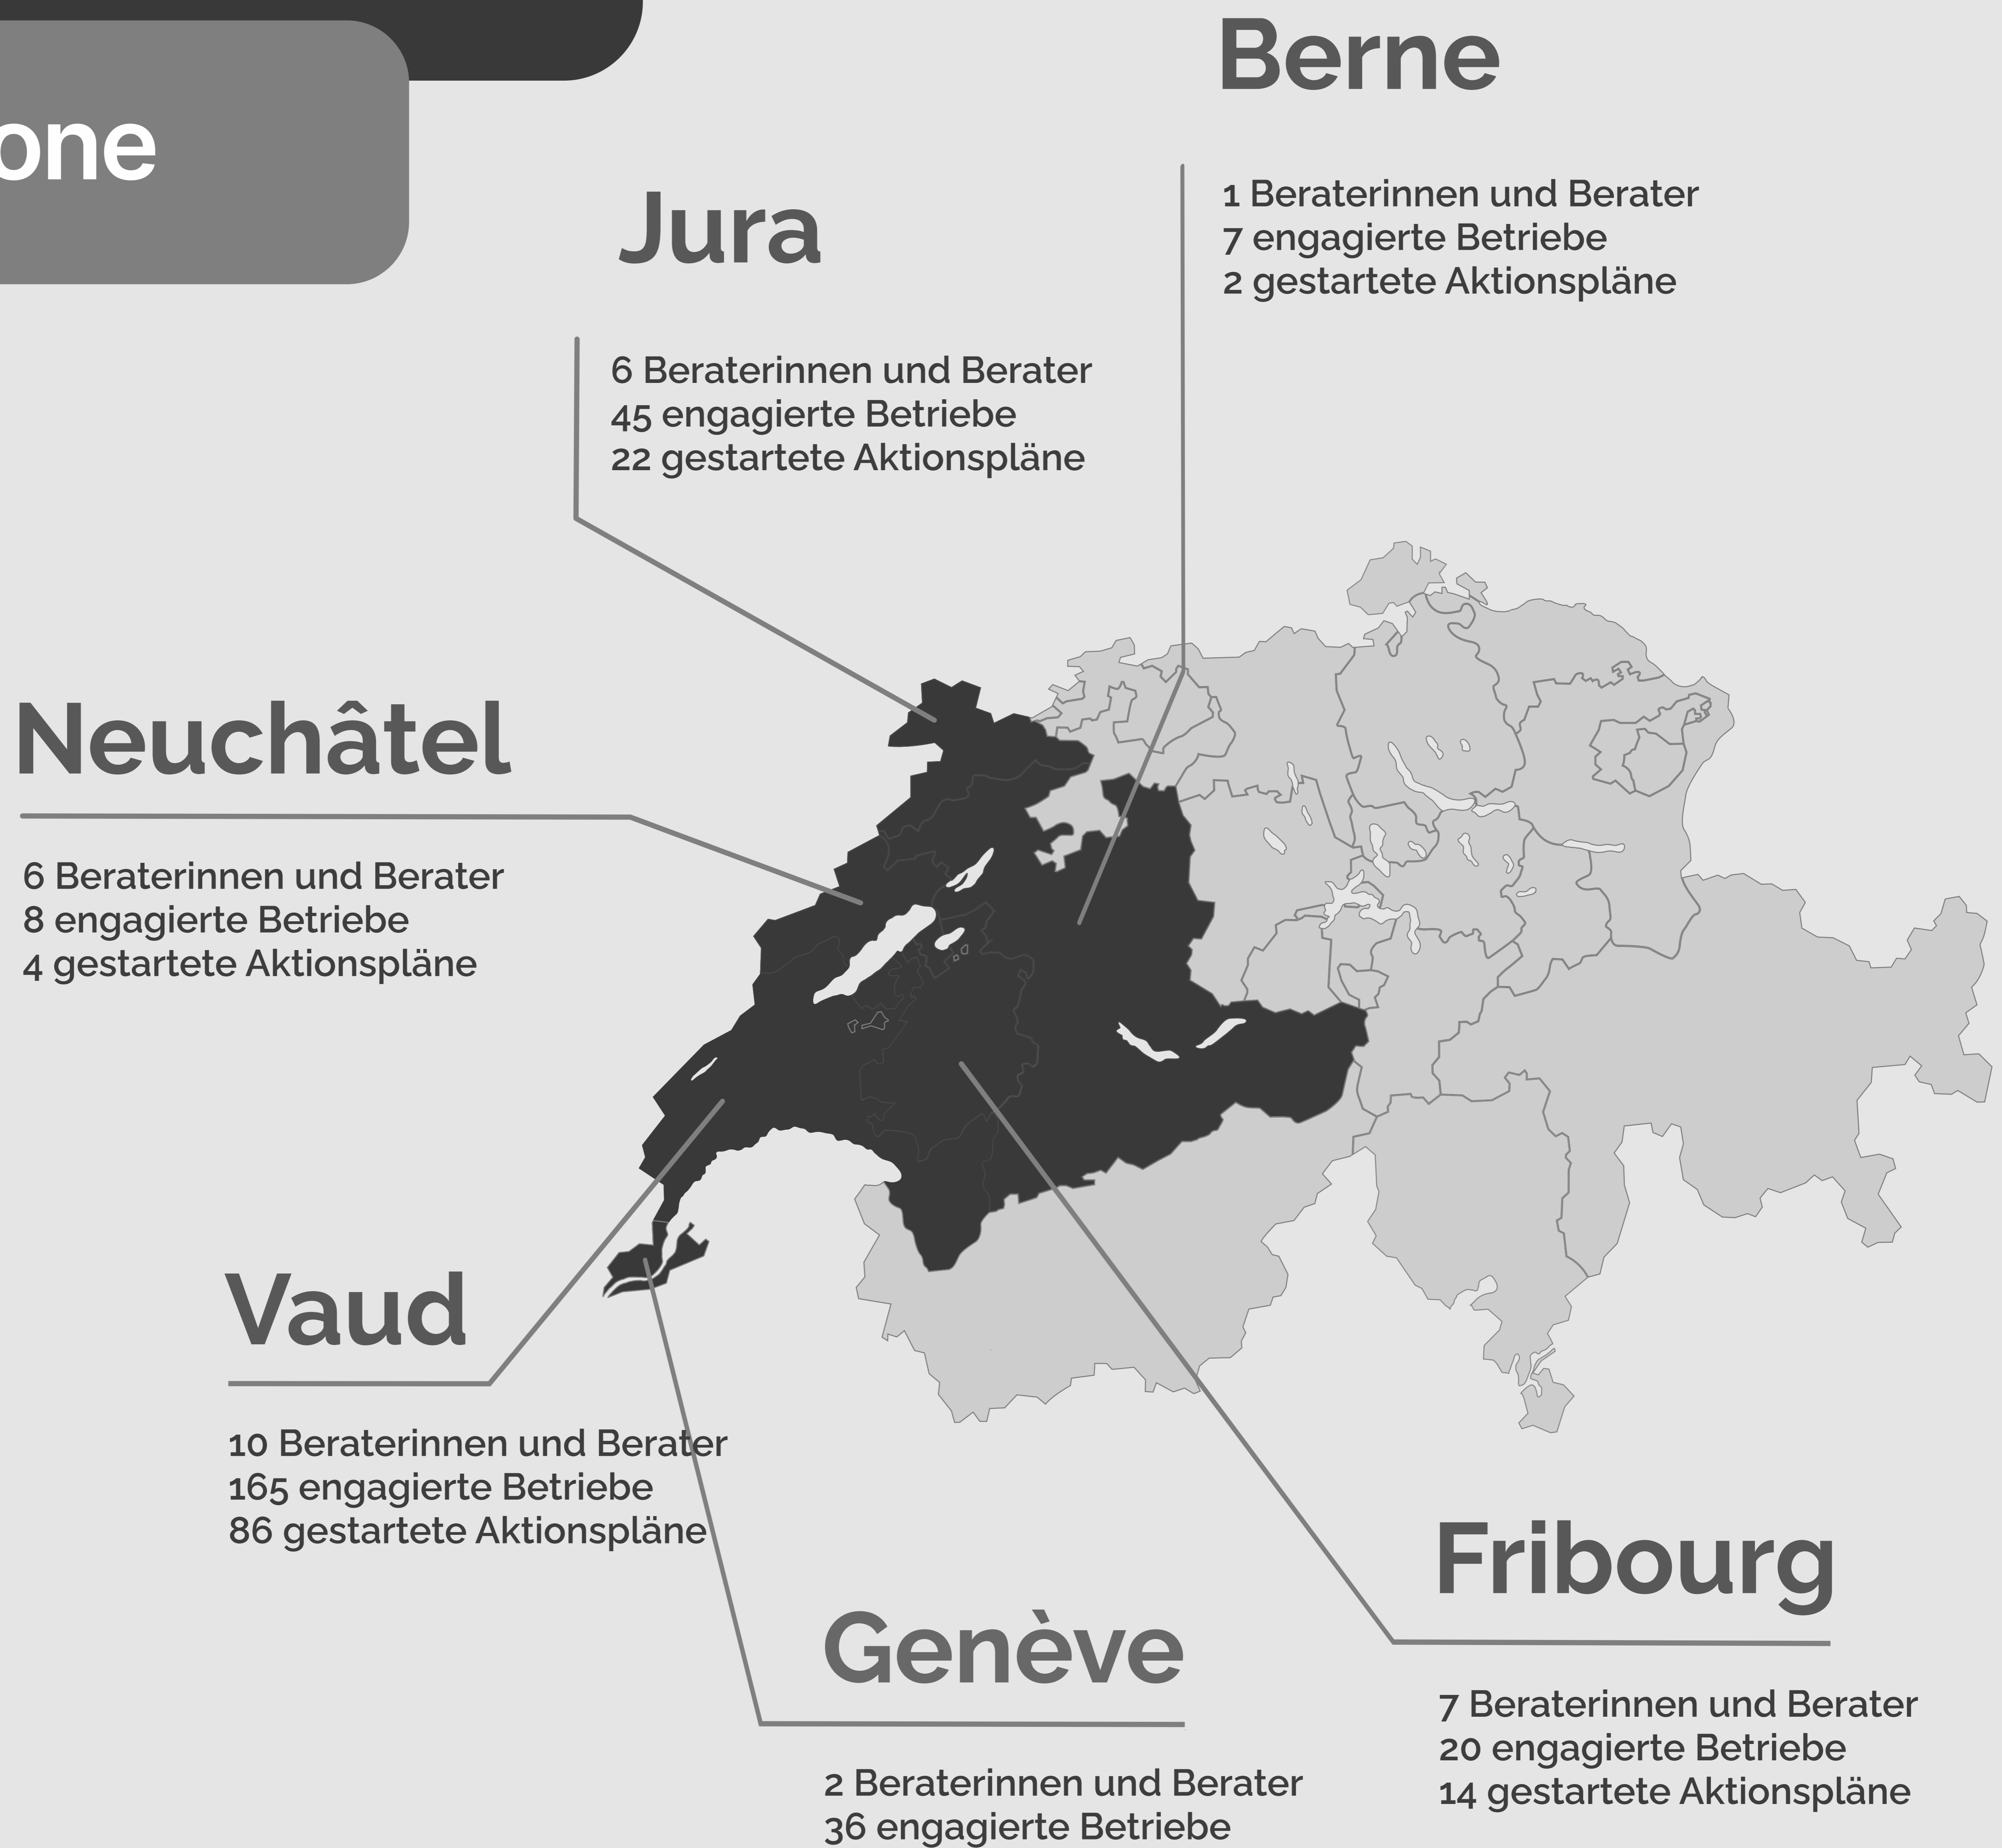 one
Berne
1 Beraterinnen und Berater
7 engagierte Betriebe
2 gestartete Aktionspläne
Jura
6 Beraterinnen und Berater
45 engagierte Betriebe
22 gestartete Aktionspläne
Neuchâtel
6 Beraterinnen und Berater
8 engagierte Betriebe
4 gestartete Aktionspläne
Vaud
10 Beraterinnen und Berater
165 engagierte Betriebe
86 gestartete Aktionspläne
Genève
2 Beraterinnen und Berater
36 engagierte Betriebe
Fribourg
7 Beraterinnen und Berater
20 engagierte Betriebe
14 gestartete Aktionspläne